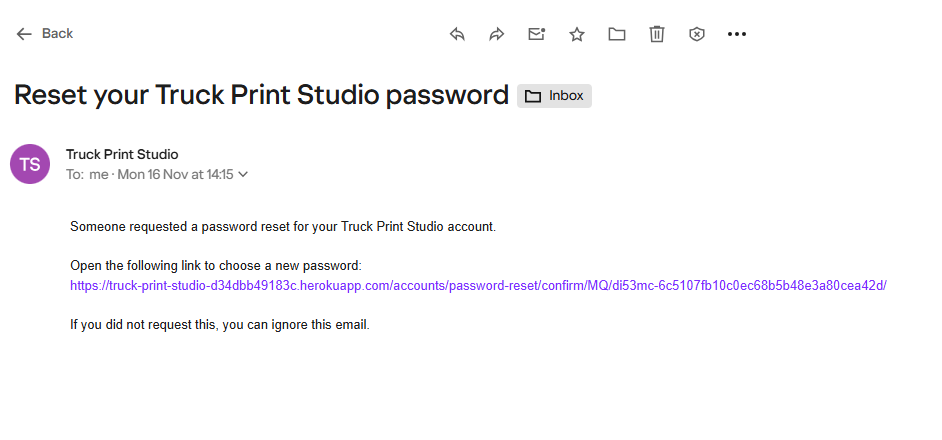 Back
Reset your Truck Print Studio password
Inbox
TS
Truck Print Studio
To: me · Mon 16 Nov at 14:15
Someone requested a password reset for your Truck Print Studio account.
Open the following link to choose a new password:
https://truck-print-studio-d34dbb49183c.herokuapp.com/accounts/password-reset/confirm/MQ/di53mc-6c5107fb10c0ec68b5b48e3a80cea42d/
If you did not request this, you can ignore this email.